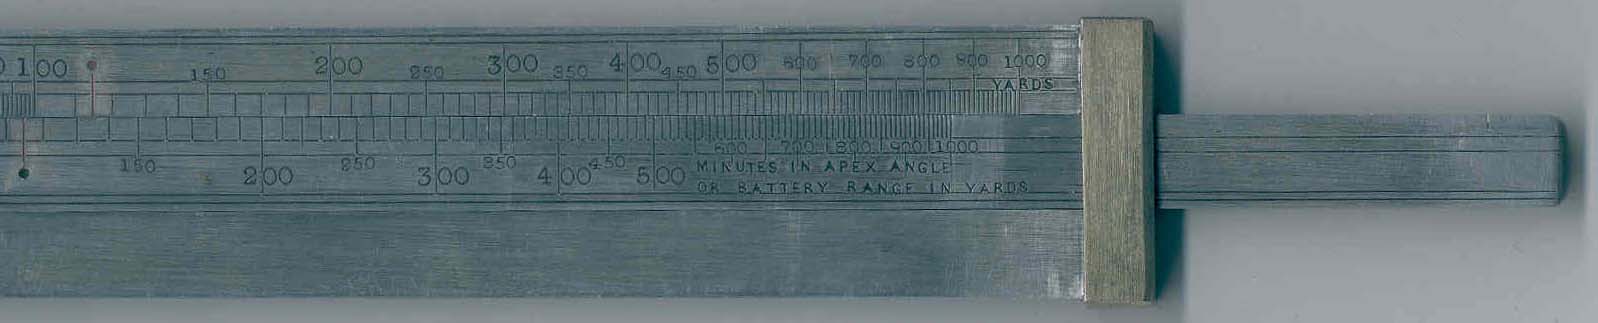 0 100 150 200 250 300 350 400 450 500 600 700 800 900 1000
YARDS
150 200 250 300 350 400 450 500 600 700 800 900 1000
MINUTES IN APEX ANGLE
OR BATTERY RANGE IN YARDS